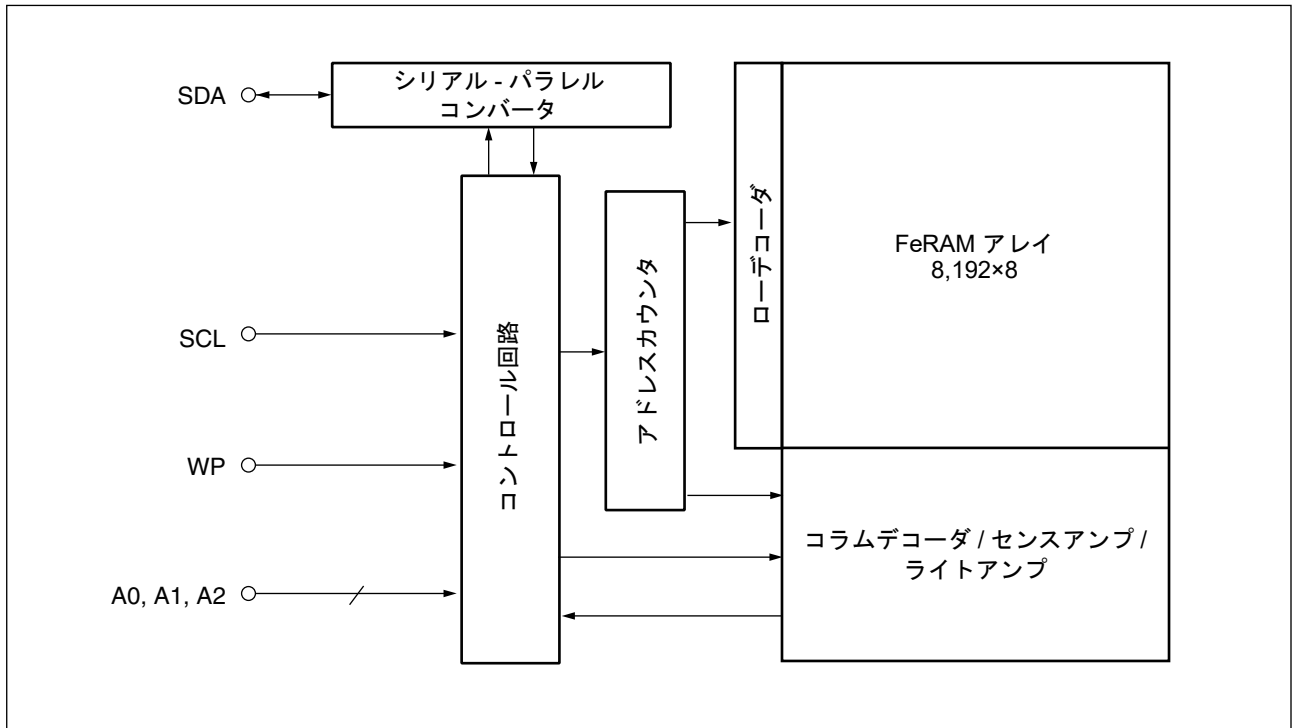 シリアル - パラレル
コンバータ
SDA
SCL
WP
A0, A1, A2
コントロール回路
アドレスカウンタ
ローデコーダ
FeRAM アレイ
8,192×8
コラムデコーダ / センスアンプ /
ライトアンプ